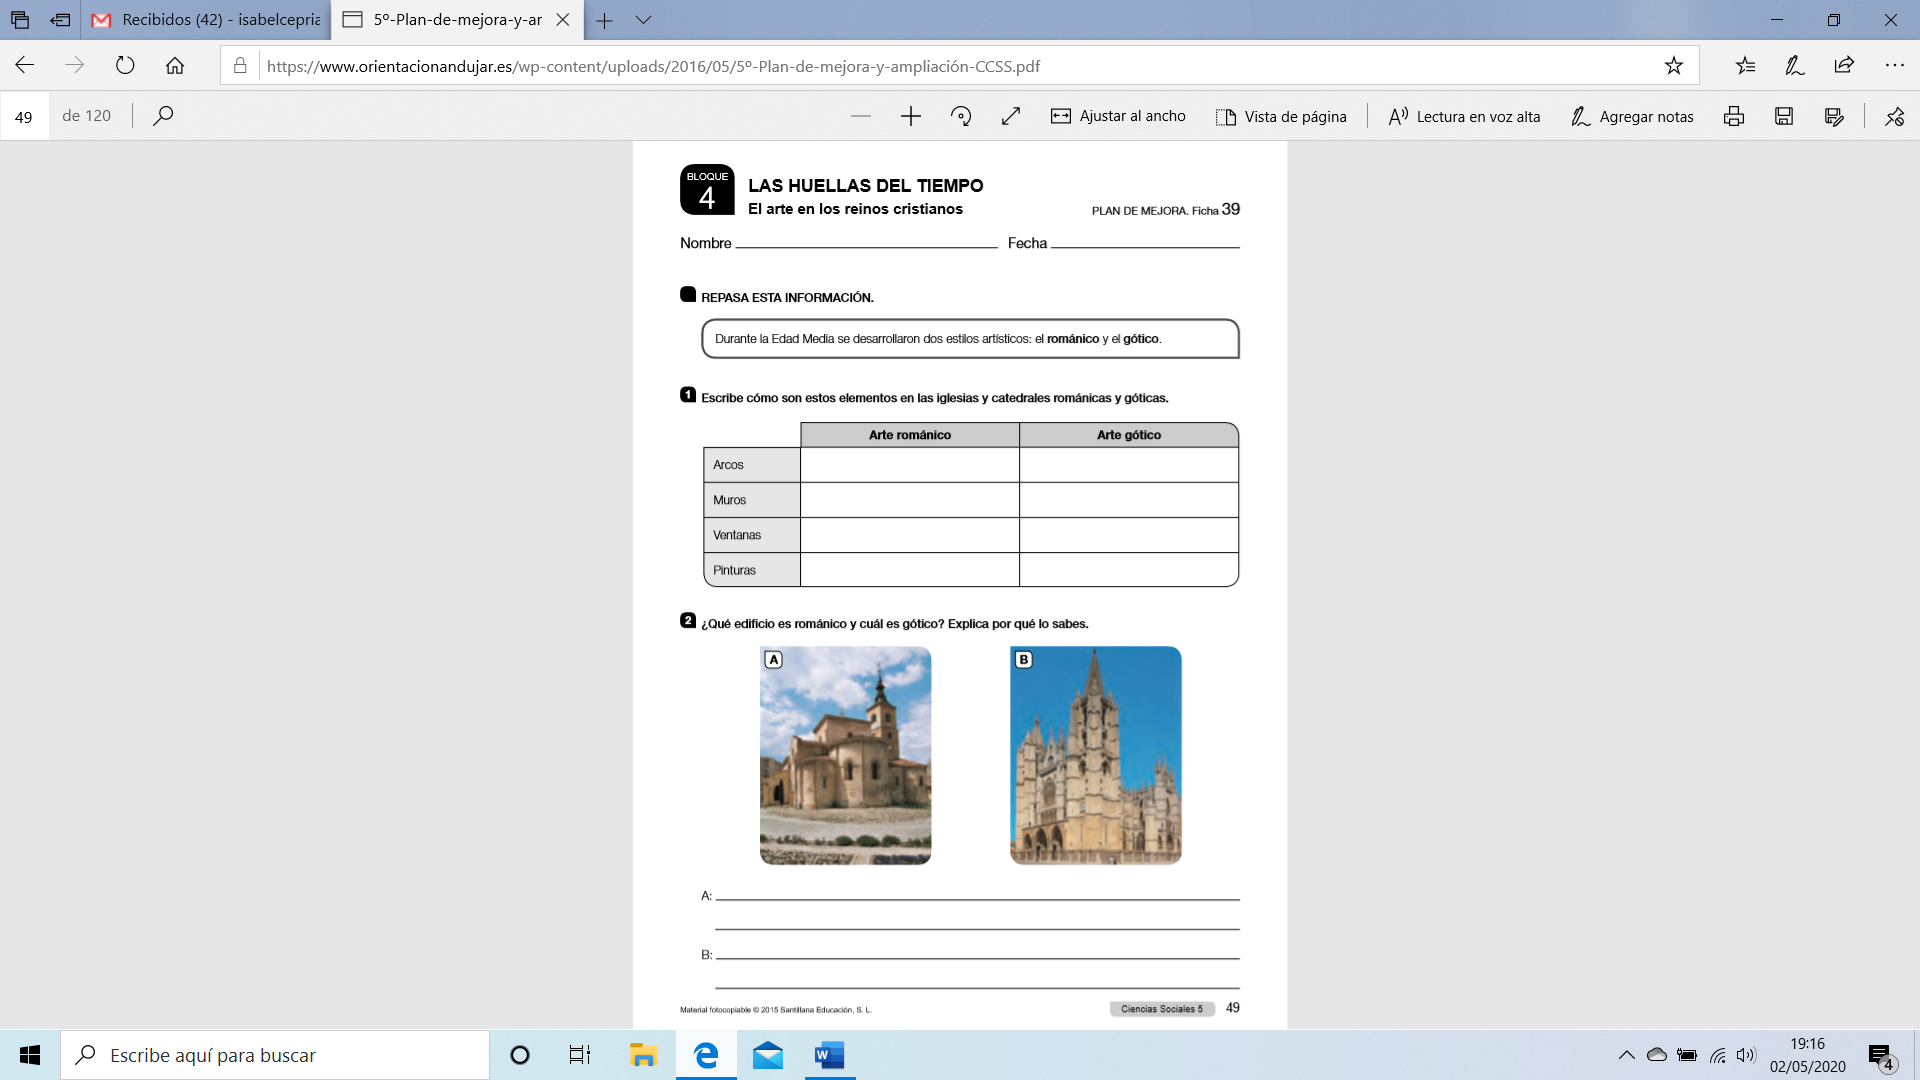 Recibidos (42) - isabelcepria
5º-Plan-de-mejora-y-ar
https://www.orientacionandujar.es/wp-content/uploads/2016/05/5º-Plan-de-mejora-y-ampliación-CCSS.pdf
49 de 120
Ajustar al ancho
Vista de página
Lectura en voz alta
Agregar notas
BLOQUE
4
LAS HUELLAS DEL TIEMPO
El arte en los reinos cristianos
PLAN DE MEJORA. Ficha 39
Nombre
Fecha
REPASA ESTA INFORMACIÓN.
Durante la Edad Media se desarrollaron dos estilos artísticos: el románico y el gótico.
1 Escribe cómo son estos elementos en las iglesias y catedrales románicas y góticas.
Arte románico
Arte gótico
Arcos
Muros
Ventanas
Pinturas
2 ¿Qué edificio es románico y cuál es gótico? Explica por qué lo sabes.
A
B
A:
B:
Material fotocopiable © 2015 Santillana Educación, S. L.
Ciencias Sociales 5
49
Escribe aquí para buscar
19:16
02/05/2020
4